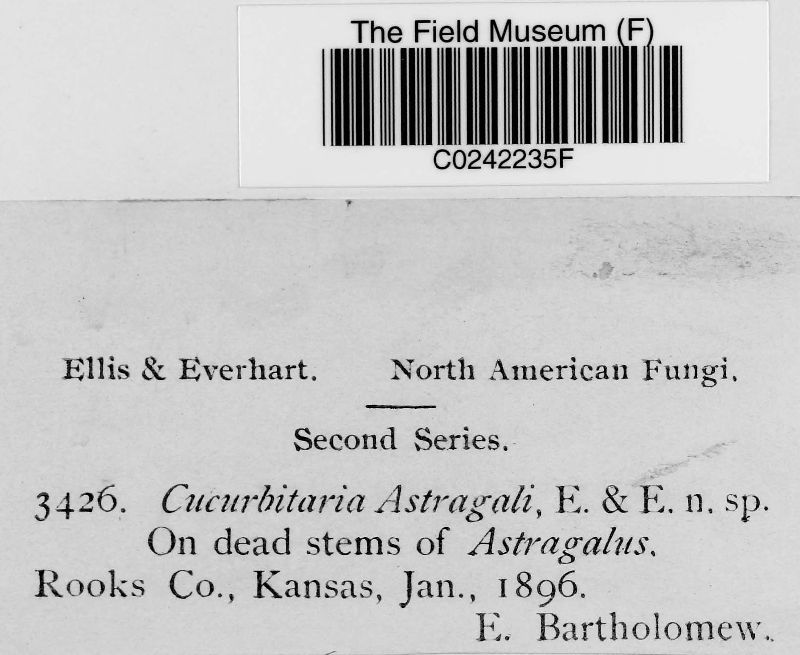 The Field Museum (F)
C0242235F
Ellis & Everhart. North American Fungi.
Second Series.
3426. Cucurbitaria Astragali, E. & E. n. sp.
On dead stems of Astragalus.
Rooks Co., Kansas, Jan., 1896.
E. Bartholomew.